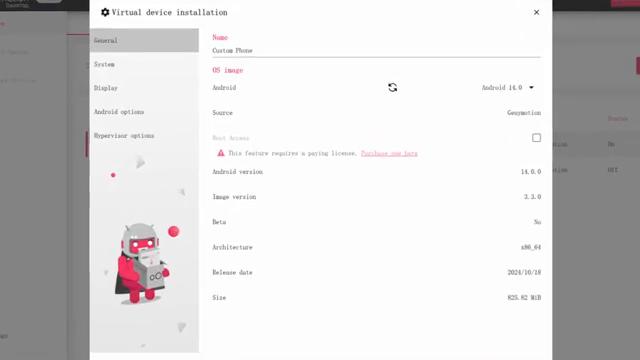 Virtual device installation
General
System
Display
Android options
Hypervisor options
Name
Custom Phone
OS image
Android
Android 14.0
Source
Genymotion
Root Access
This feature requires a paying license. Purchase one here
Android version
14.0.0
Image version
3.3.0
Beta
No
Architecture
x86_64
Release date
2024/10/18
Size
825.82 MiB